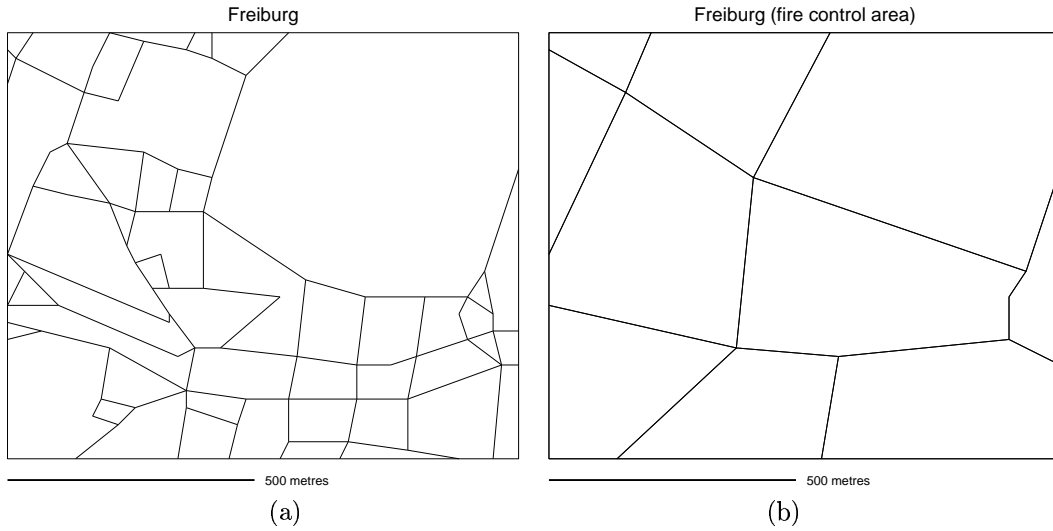 Freiburg
Freiburg (fire control area)
500 metres
500 metres
(a)
(b)